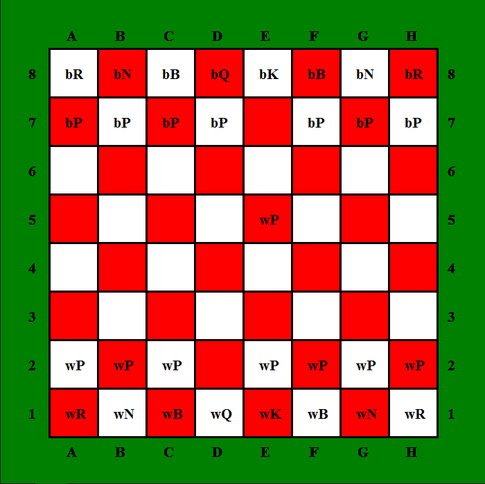 A B C D E F G H
8 bR bN bB bQ bK bB bN bR 8
7 bP bP bP bP bP bP bP 7
6 6
5 wP 5
4 4
3 3
2 wP wP wP wP wP wP wP 2
1 wR wN wB wQ wK wB wN wR 1
A B C D E F G H